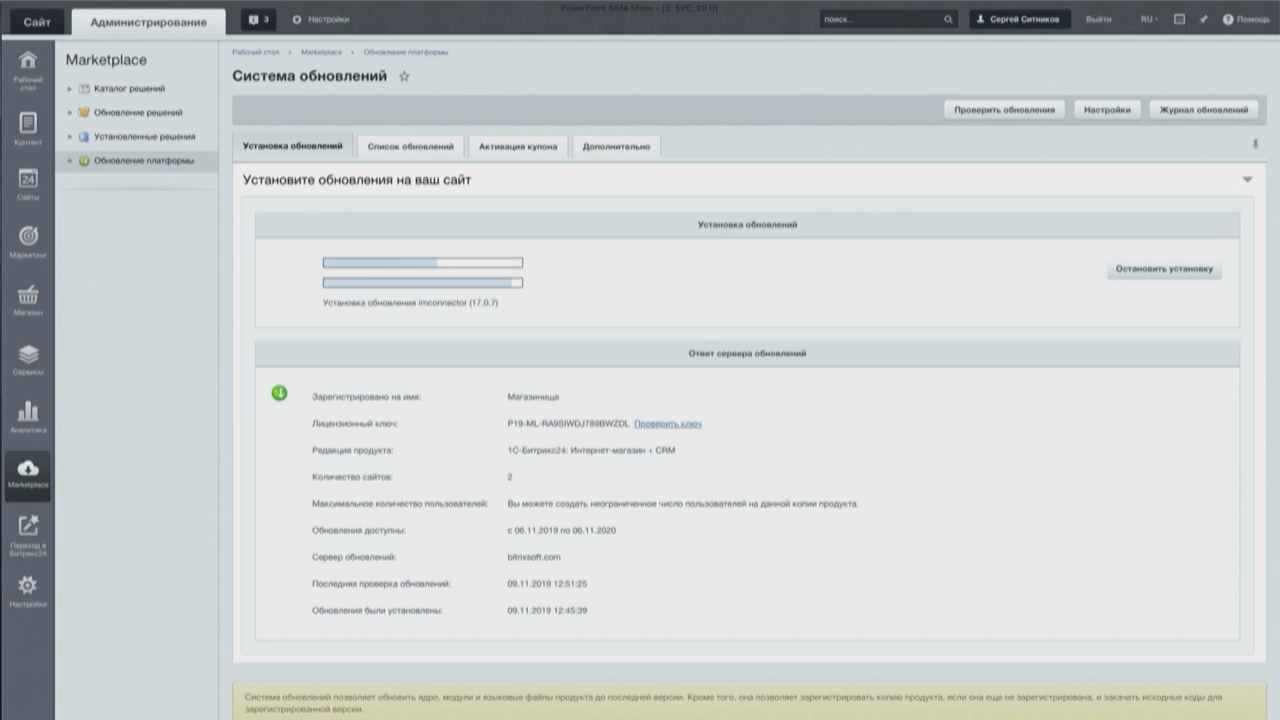 PowerPoint Slide Show - [2. БУС_20.0]
Сайт
Администрирование
3
Настройки
поиск...
Сергей Ситников
Выйти
RU
Помощь
Рабочий стол
Контент
24
Сайты
Маркетинг
Магазин
Сервисы
Аналитика
Marketplace
Переход в
Битрикс24
Настройки
Marketplace
Каталог решений
Обновление решений
Установленные решения
Обновление платформы
Рабочий стол › Marketplace › Обновление платформы
Система обновлений
Проверить обновления
Настройки
Журнал обновлений
Установка обновлений
Список обновлений
Активация купона
Дополнительно
Установите обновления на ваш сайт
Установка обновлений
Остановить установку
Установка обновления imconnector (17.0.7)
Ответ сервера обновлений
Зарегистрировано на имя: Магазинище
Лицензионный ключ: P19-ML-RA9SIWDJ789BWZDL Проверить ключ
Редакция продукта: 1С-Битрикс24: Интернет-магазин + CRM
Количество сайтов: 2
Максимальное количество пользователей: Вы можете создать неограниченное число пользователей на данной копии продукта.
Обновления доступны: с 06.11.2019 по 06.11.2020
Сервер обновлений: bitrixsoft.com
Последняя проверка обновлений: 09.11.2019 12:51:25
Обновления были установлены: 09.11.2019 12:45:39
Система обновлений позволяет обновить ядро, модули и языковые файлы продукта до последней версии. Кроме того, она позволяет зарегистрировать копию продукта, если она еще не зарегистрирована, и закачать исходные коды для
зарегистрированной версии.